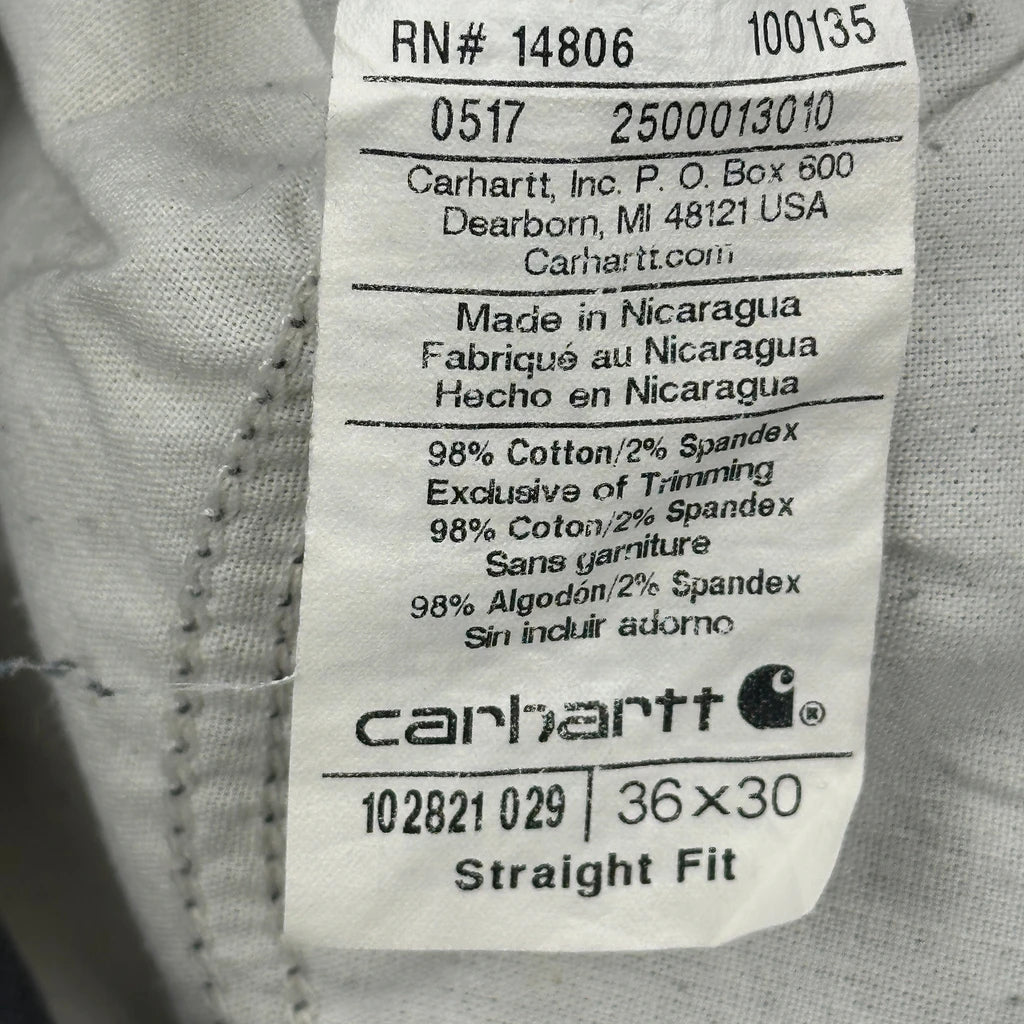 RN# 14806 100135
0517 2500013010
Carhartt, Inc. P. O. Box 600
Dearborn, MI 48121 USA
Carhartt.com
Made in Nicaragua
Fabriqué au Nicaragua
Hecho en Nicaragua
98% Cotton/2% Spandex
Exclusive of Trimming
98% Coton/2% Spandex
Sans garniture
98% Algodón/2% Spandex
Sin incluir adorno
carhartt ®
102821 029 | 36×30
Straight Fit